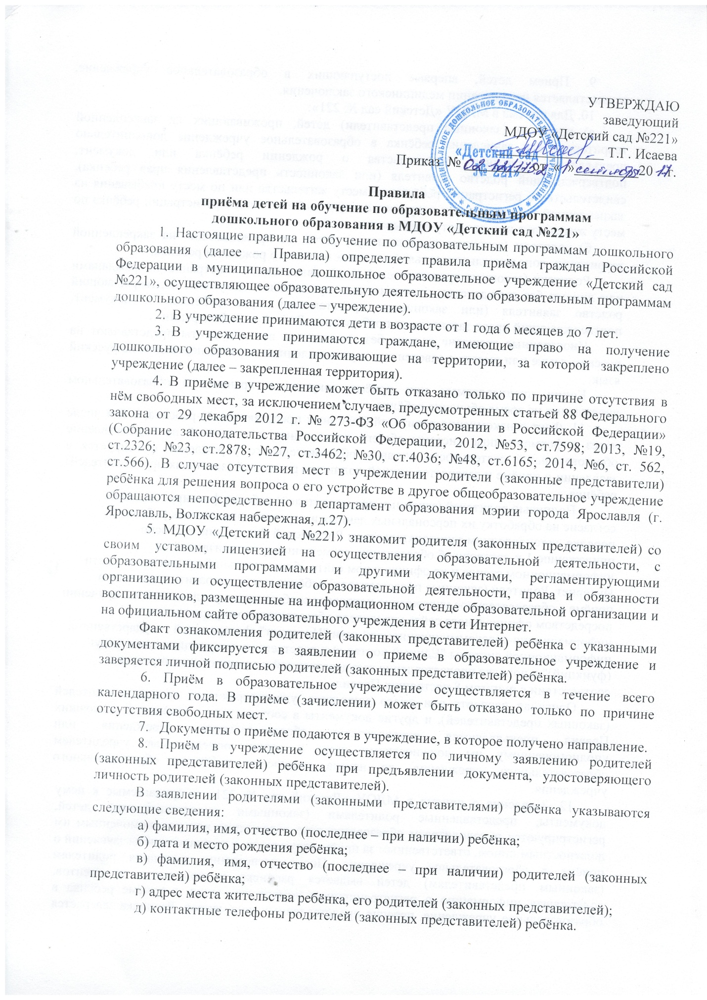 УТВЕРЖДАЮ
заведующий
МДОУ «Детский сад №221»
Т.Г. Исаева
Приказ № от «1» сентября 2017 г.
МУНИЦИПАЛЬНОЕ ДОШКОЛЬНОЕ ОБРАЗОВАТЕЛЬНОЕ УЧРЕЖДЕНИЕ * г. ЯРОСЛАВЛЬ *
«Детский сад
№ 221»
Правила
приёма детей на обучение по образовательным программам
дошкольного образования в МДОУ «Детский сад №221»
1. Настоящие правила на обучение по образовательным программам дошкольного
образования (далее – Правила) определяет правила приёма граждан Российской
Федерации в муниципальное дошкольное образовательное учреждение «Детский сад
№221», осуществляющее образовательную деятельность по образовательным программам
дошкольного образования (далее – учреждение).
2. В учреждение принимаются дети в возрасте от 1 года 6 месяцев до 7 лет.
3. В учреждение принимаются граждане, имеющие право на получение
дошкольного образования и проживающие на территории, за которой закреплено
учреждение (далее – закрепленная территория).
4. В приёме в учреждение может быть отказано только по причине отсутствия в
нём свободных мест, за исключением случаев, предусмотренных статьей 88 Федерального
закона от 29 декабря 2012 г. № 273-ФЗ «Об образовании в Российской Федерации»
(Собрание законодательства Российской Федерации, 2012, №53, ст.7598; 2013, №19,
ст.2326; №23, ст.2878; №27, ст.3462; №30, ст.4036; №48, ст.6165; 2014, №6, ст. 562,
ст.566). В случае отсутствия мест в учреждении родители (законные представители)
ребёнка для решения вопроса о его устройстве в другое общеобразовательное учреждение
обращаются непосредственно в департамент образования мэрии города Ярославля (г.
Ярославль, Волжская набережная, д.27).
5. МДОУ «Детский сад №221» знакомит родителя (законных представителей) со
своим уставом, лицензией на осуществления образовательной деятельности, с
образовательными программами и другими документами, регламентирующими
организацию и осуществление образовательной деятельности, права и обязанности
воспитанников, размещенные на информационном стенде образовательной организации и
на официальном сайте образовательного учреждения в сети Интернет.
Факт ознакомления родителей (законных представителей) ребёнка с указанными
документами фиксируется в заявлении о приеме в образовательное учреждение и
заверяется личной подписью родителей (законных представителей) ребёнка.
6. Приём в образовательное учреждение осуществляется в течение всего
календарного года. В приёме (зачислении) может быть отказано только по причине
отсутствия свободных мест.
7. Документы о приёме подаются в учреждение, в которое получено направление.
8. Приём в учреждение осуществляется по личному заявлению родителей
(законных представителей) ребёнка при предъявлении документа, удостоверяющего
личность родителей (законных представителей).
В заявлении родителями (законными представителями) ребёнка указываются
следующие сведения:
а) фамилия, имя, отчество (последнее – при наличии) ребёнка;
б) дата и место рождения ребёнка;
в) фамилия, имя, отчество (последнее – при наличии) родителей (законных
представителей) ребёнка;
г) адрес места жительства ребёнка, его родителей (законных представителей);
д) контактные телефоны родителей (законных представителей) ребёнка.